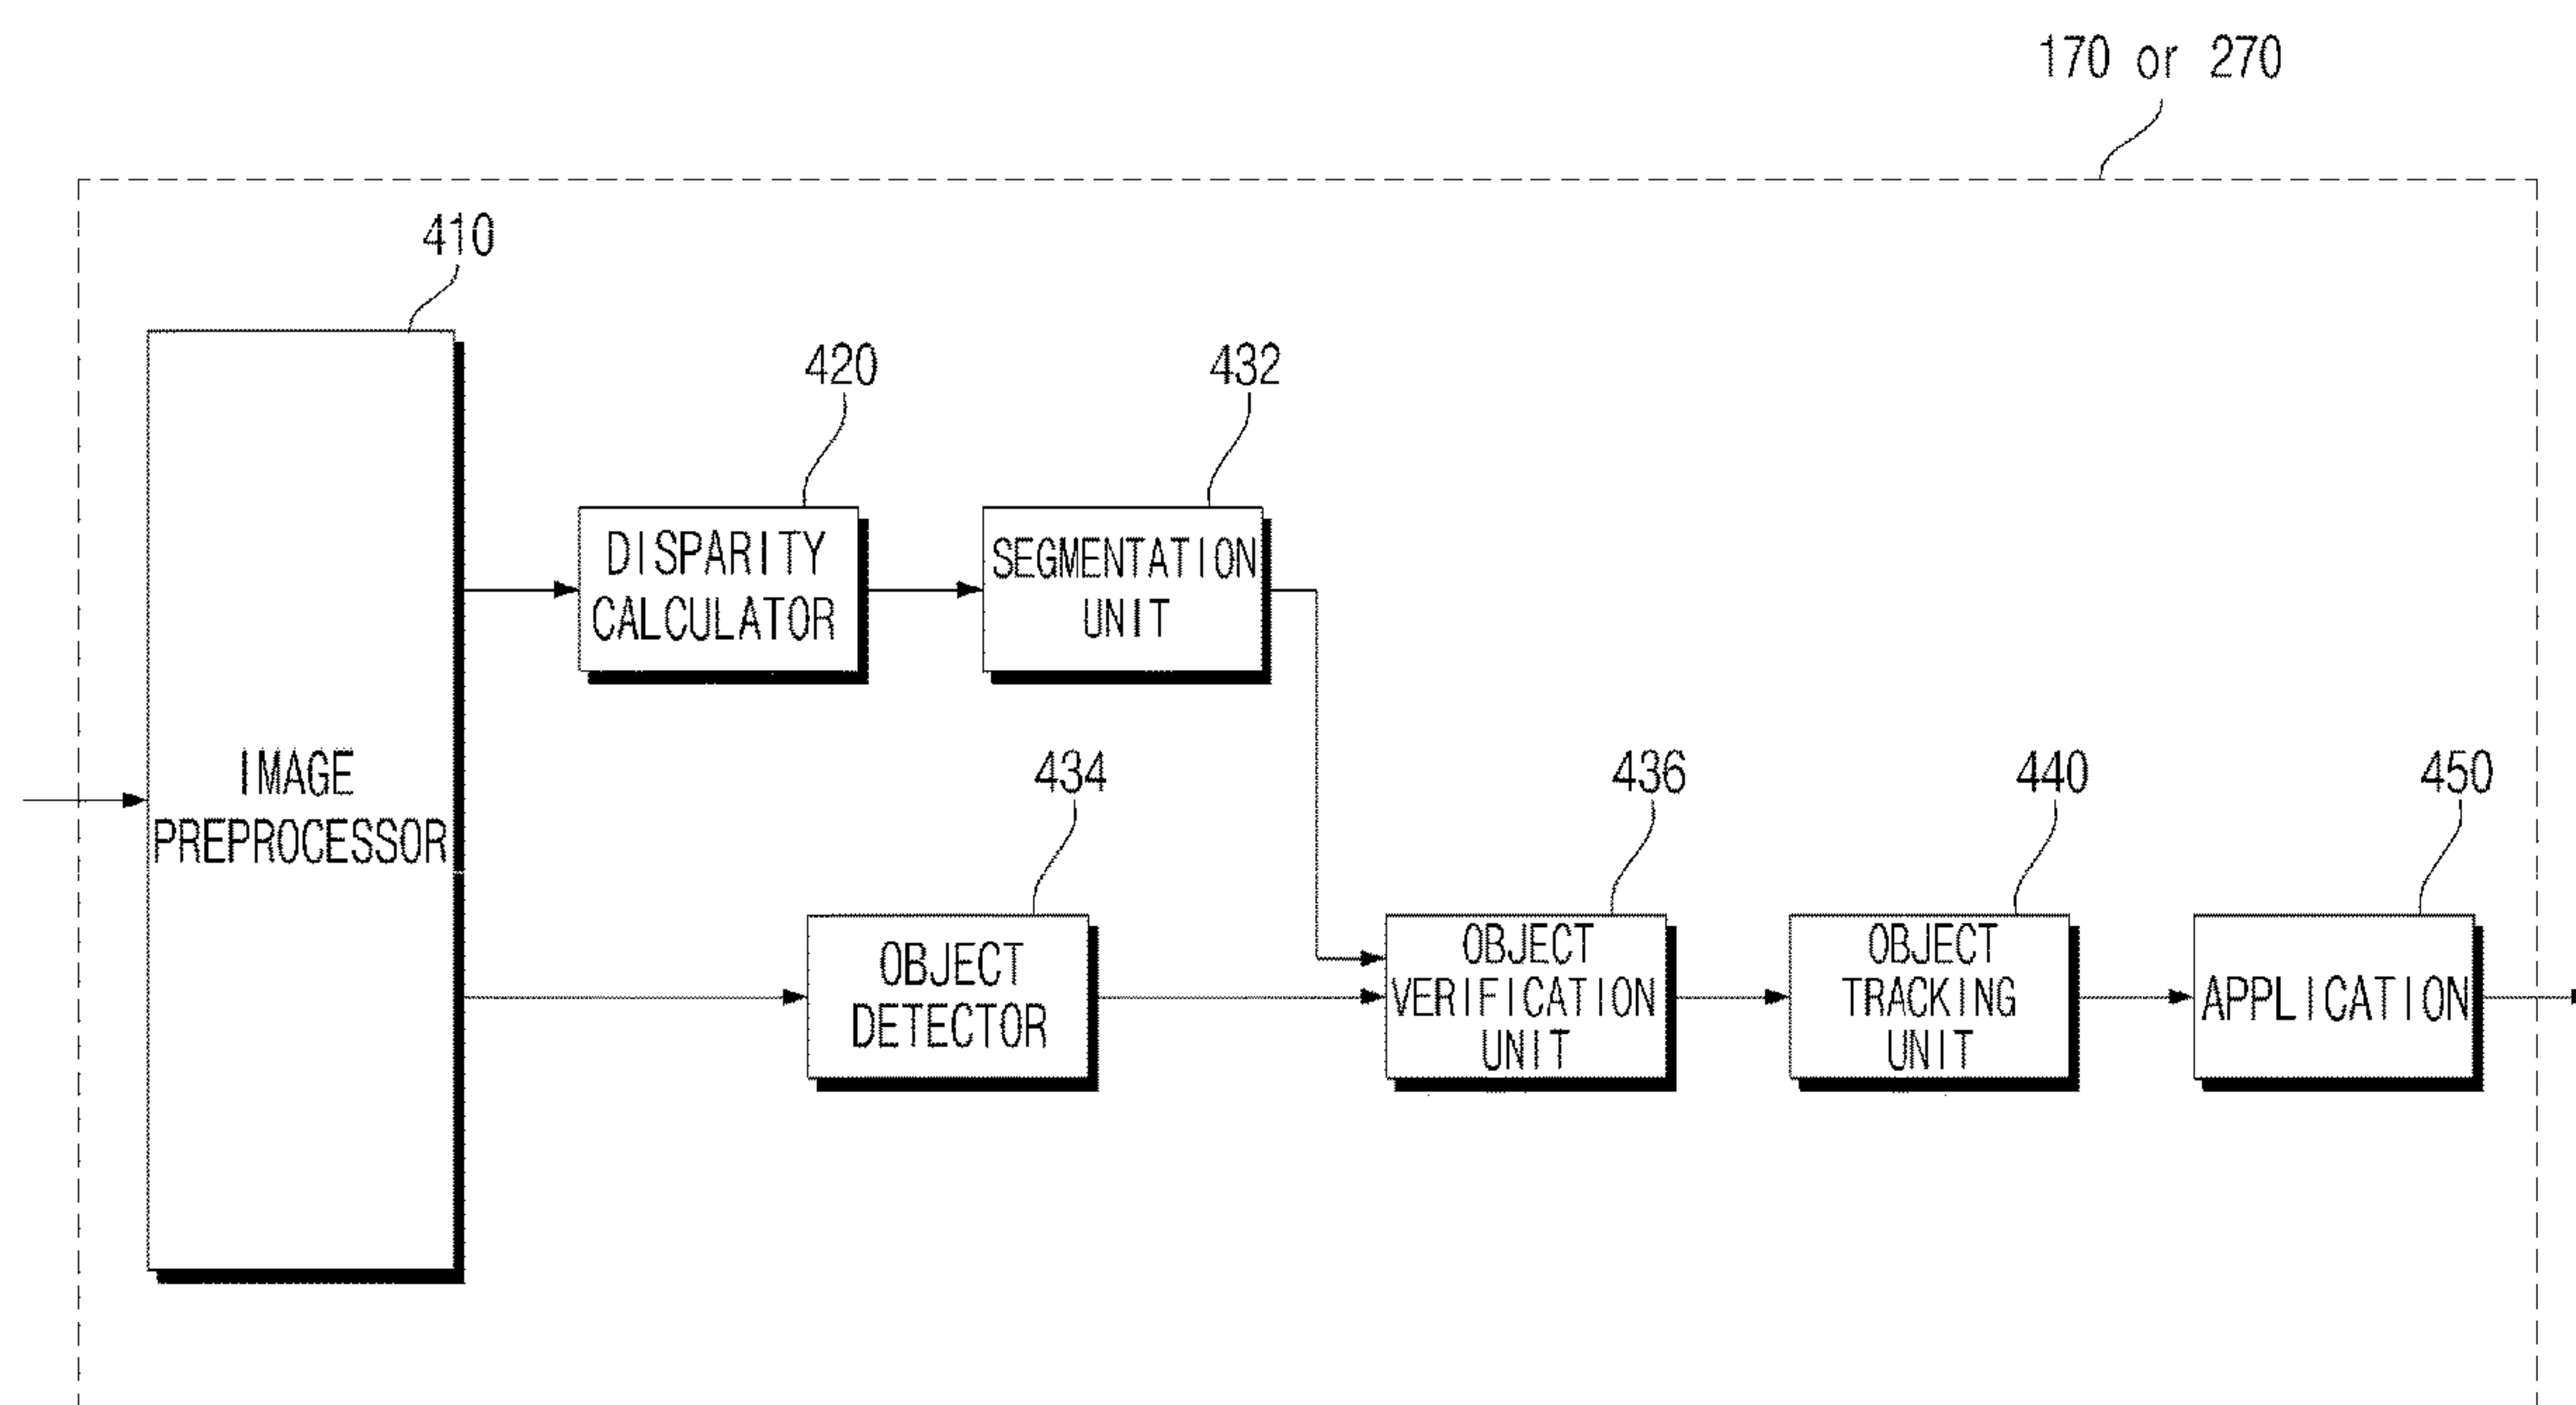 170 or 270
410
420
432
DISPARITY
CALCULATOR
SEGMENTATION
UNIT
IMAGE
PREPROCESSOR
434
436
440
450
OBJECT
DETECTOR
OBJECT
VERIFICATION
UNIT
OBJECT
TRACKING
UNIT
APPLICATION